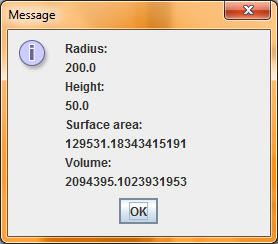 Message
Radius:
200.0
Height:
50.0
Surface area:
129531.18343415191
Volume:
2094395.1023931953
OK